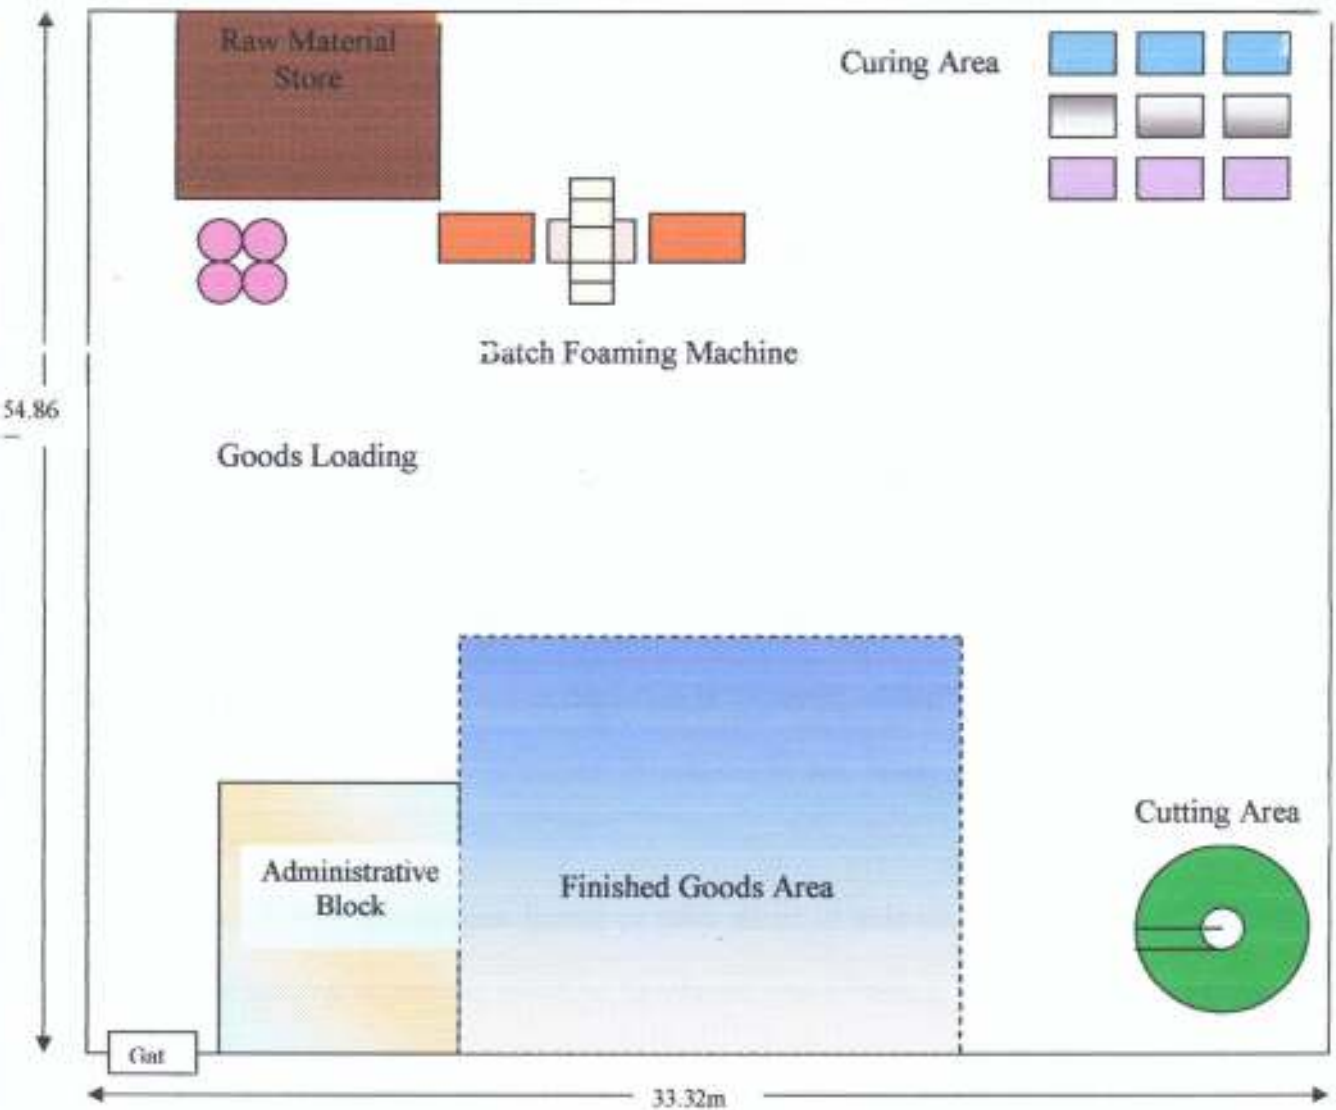 Raw Material
Store
Curing Area
Batch Foaming Machine
54.86
Goods Loading
Cutting Area
Administrative
Block
Finished Goods Area
Gat
33.32m